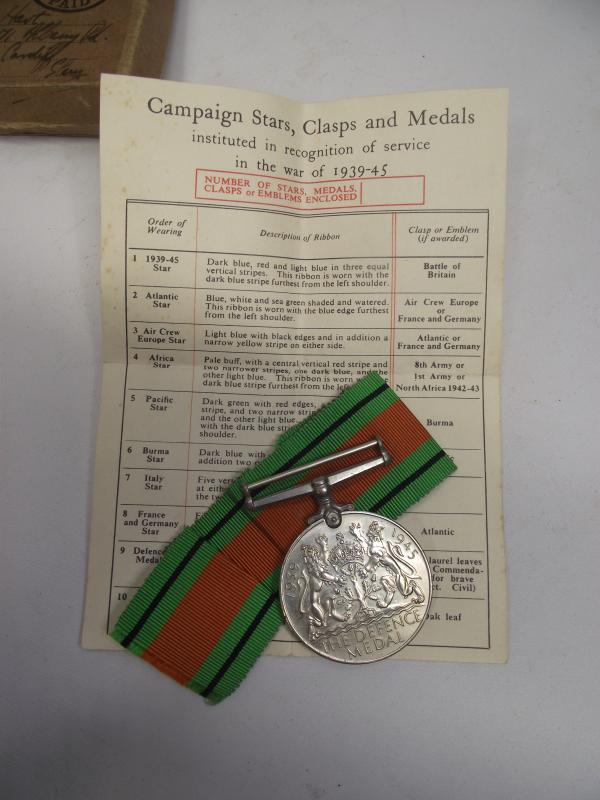 PAID
Cardiff
Campaign Stars, Clasps and Medals
instituted in recognition of service
in the war of 1939-45
NUMBER OF STARS, MEDALS,
CLASPS or EMBLEMS ENCLOSED
Order of
Wearing
Description of Ribbon
Clasp or Emblem
(if awarded)
1 1939-45
Star
Dark blue, red and light blue in three equal
vertical stripes. This ribbon is worn with the
dark blue stripe furthest from the left shoulder.
Battle of
Britain
2 Atlantic
Star
Blue, white and sea green shaded and watered.
This ribbon is worn with the blue edge furthest
from the left shoulder.
Air Crew Europe
or
France and Germany
3 Air Crew
Europe Star
Light blue with black edges and in addition a
narrow yellow stripe on either side.
Atlantic or
France and Germany
4 Africa
Star
Pale buff, with a central vertical red stripe and
two narrower stripes, one dark blue, and the
other light blue. This ribbon is worn with the
dark blue stripe furthest from the left
8th Army or
1st Army or
North Africa 1942-43
5 Pacific
Star
Dark green with red edges,
stripe, and two narrow
and the other light
with the dark blue
shoulder.
Burma
6 Burma
Star
Dark blue with
addition two
7 Italy
Star
Five
at
the
8 France
and Germany
Star
Atlantic
9 Defence
Medal
laurel leaves
for brave
Civil)
10
leaf
1939 1945
THE DEFENCE
MEDAL